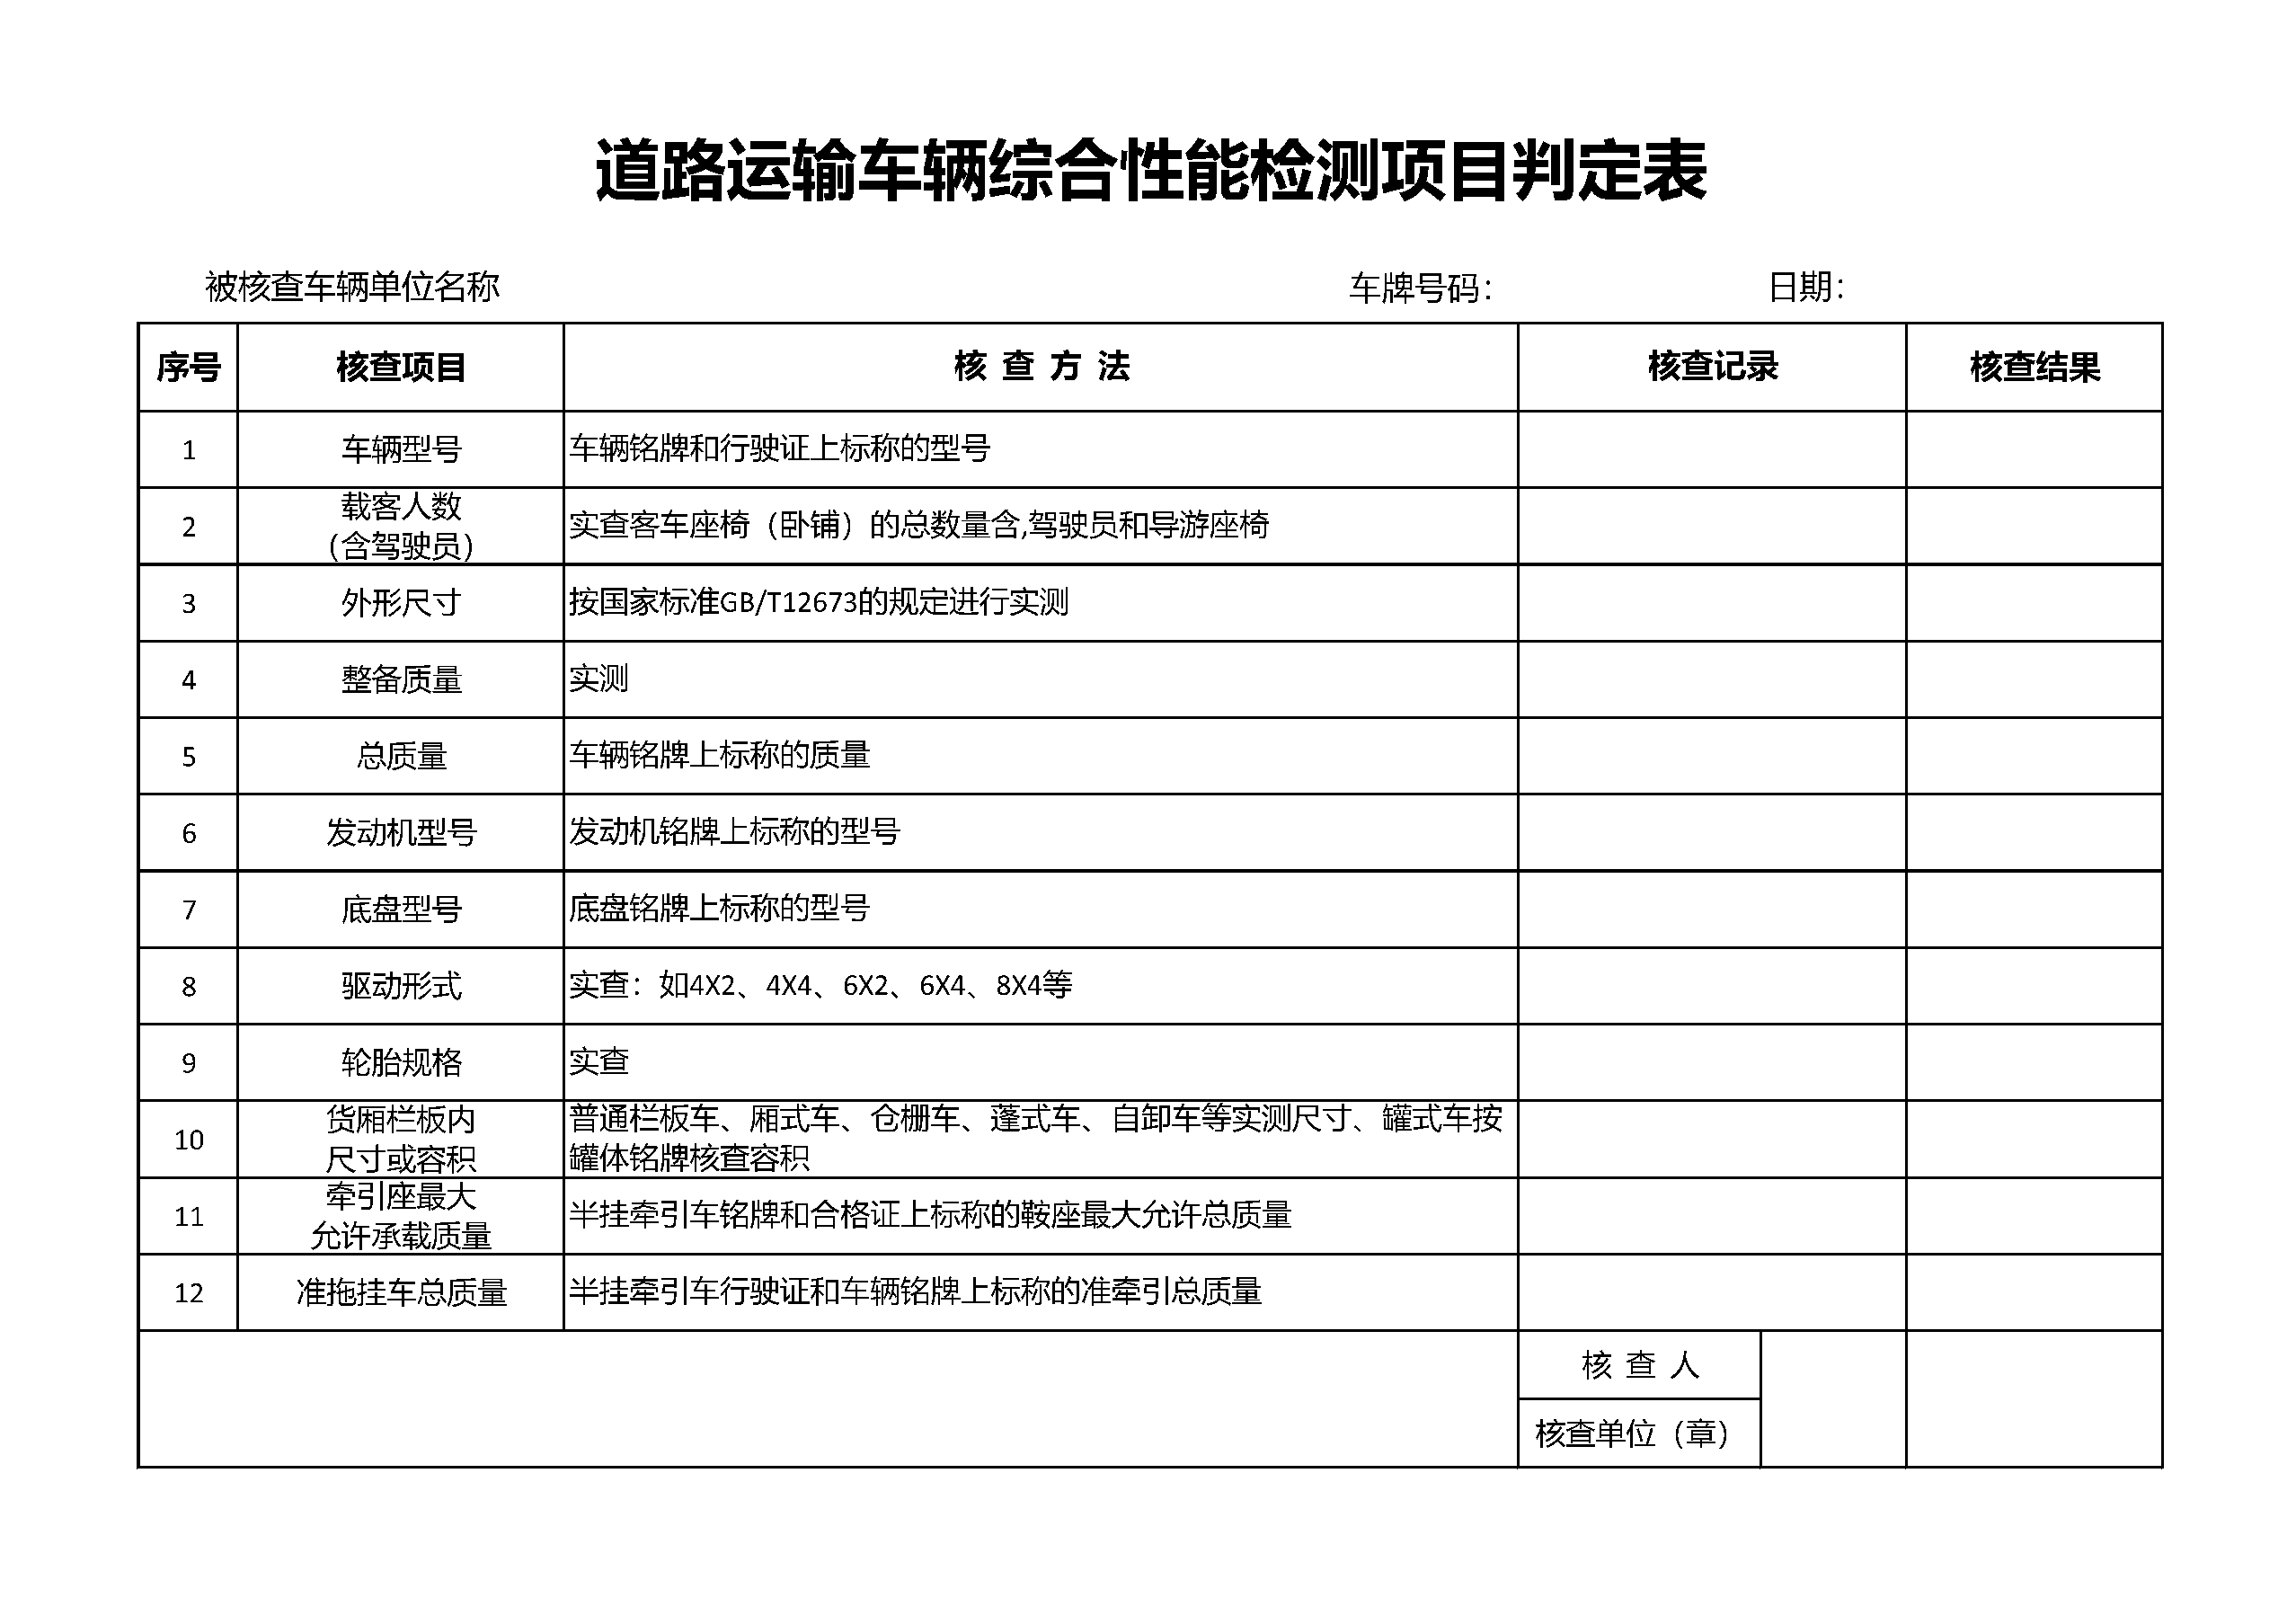 道路运输车辆综合性能检测项目判定表
被核查车辆单位名称 车牌号码： 日期：
序号 核查项目 核 查 方 法 核查记录 核查结果
1 车辆型号 车辆铭牌和行驶证上标称的型号
2 载客人数 实查客车座椅（卧铺）的总数量含,驾驶员和导游座椅
（含驾驶员）
3 外形尺寸 按国家标准GB/T12673的规定进行实测
4 整备质量 实测
5 总质量 车辆铭牌上标称的质量
6 发动机型号 发动机铭牌上标称的型号
7 底盘型号 底盘铭牌上标称的型号
8 驱动形式 实查：如4X2、4X4、6X2、6X4、8X4等
9 轮胎规格 实查
10 货厢栏板内 普通栏板车、厢式车、仓栅车、蓬式车、自卸车等实测尺寸、罐式车按
尺寸或容积 罐体铭牌核查容积
11 牵引座最大 半挂牵引车铭牌和合格证上标称的鞍座最大允许总质量
允许承载质量
12 准拖挂车总质量 半挂牵引车行驶证和车辆铭牌上标称的准牵引总质量
核 查 人
核查单位（章）